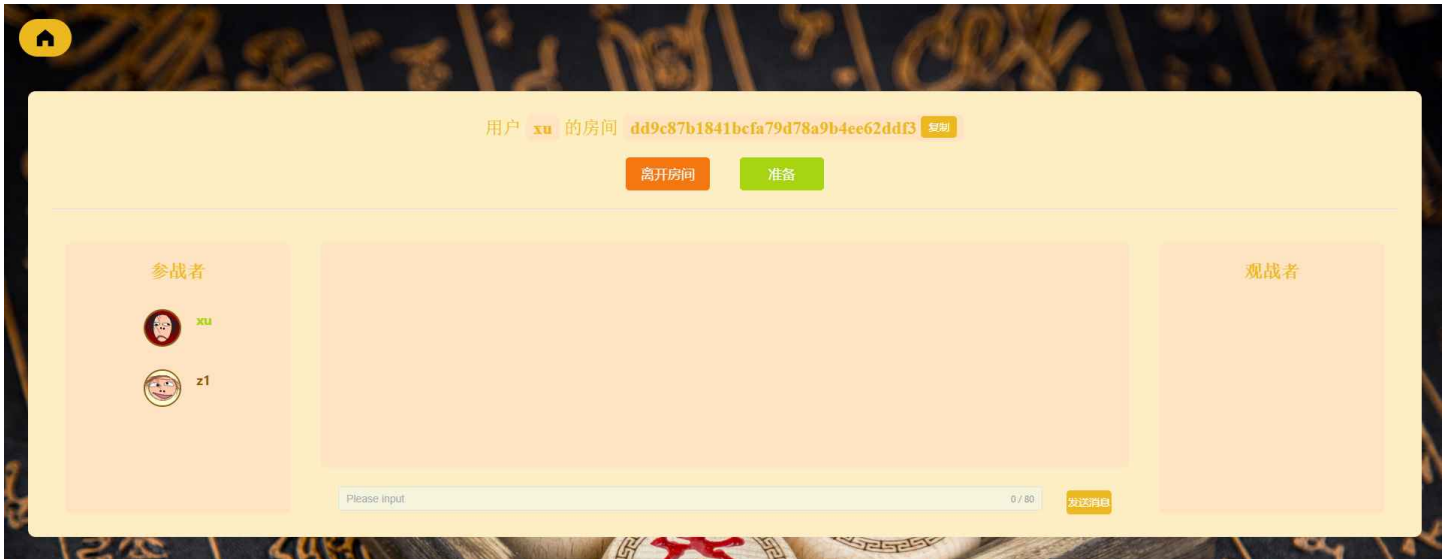 用户 xu 的房间 dd9c87b1841bcfa79d78a9b4ee62ddf3 复制
离开房间 准备
参战者
xu
z1
观战者
Please input 0 / 80
发送消息